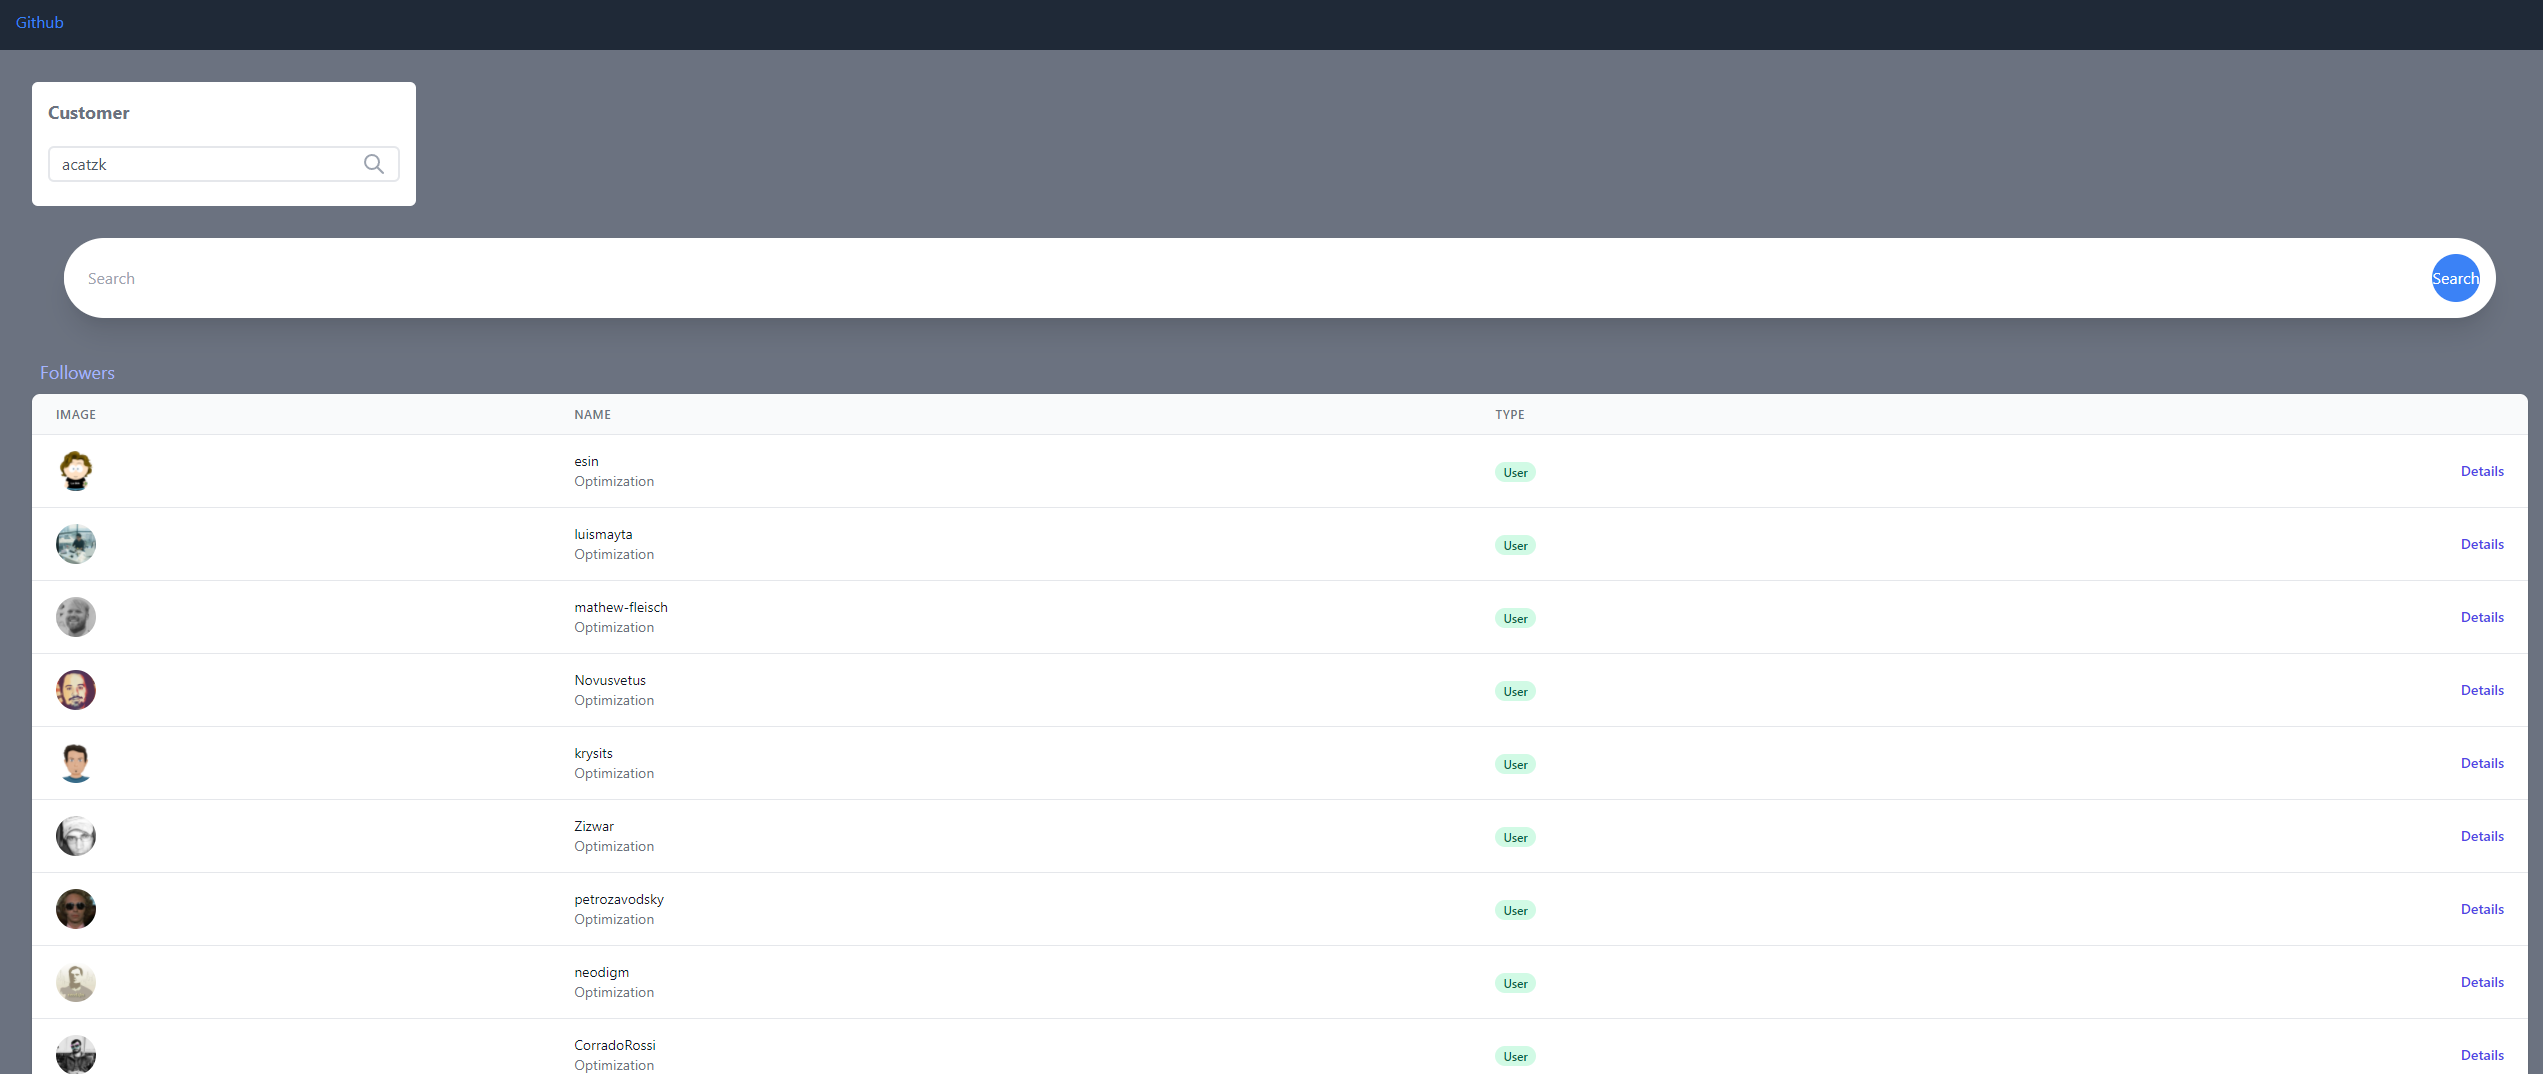 Github
Customer
acatzk
Search Search
Followers
IMAGE NAME TYPE
esin
Optimization
User Details
luismayta
Optimization
User Details
mathew-fleisch
Optimization
User Details
Novusvetus
Optimization
User Details
krysits
Optimization
User Details
Zizwar
Optimization
User Details
petrozavodsky
Optimization
User Details
neodigm
Optimization
User Details
CorradoRossi
Optimization
User Details